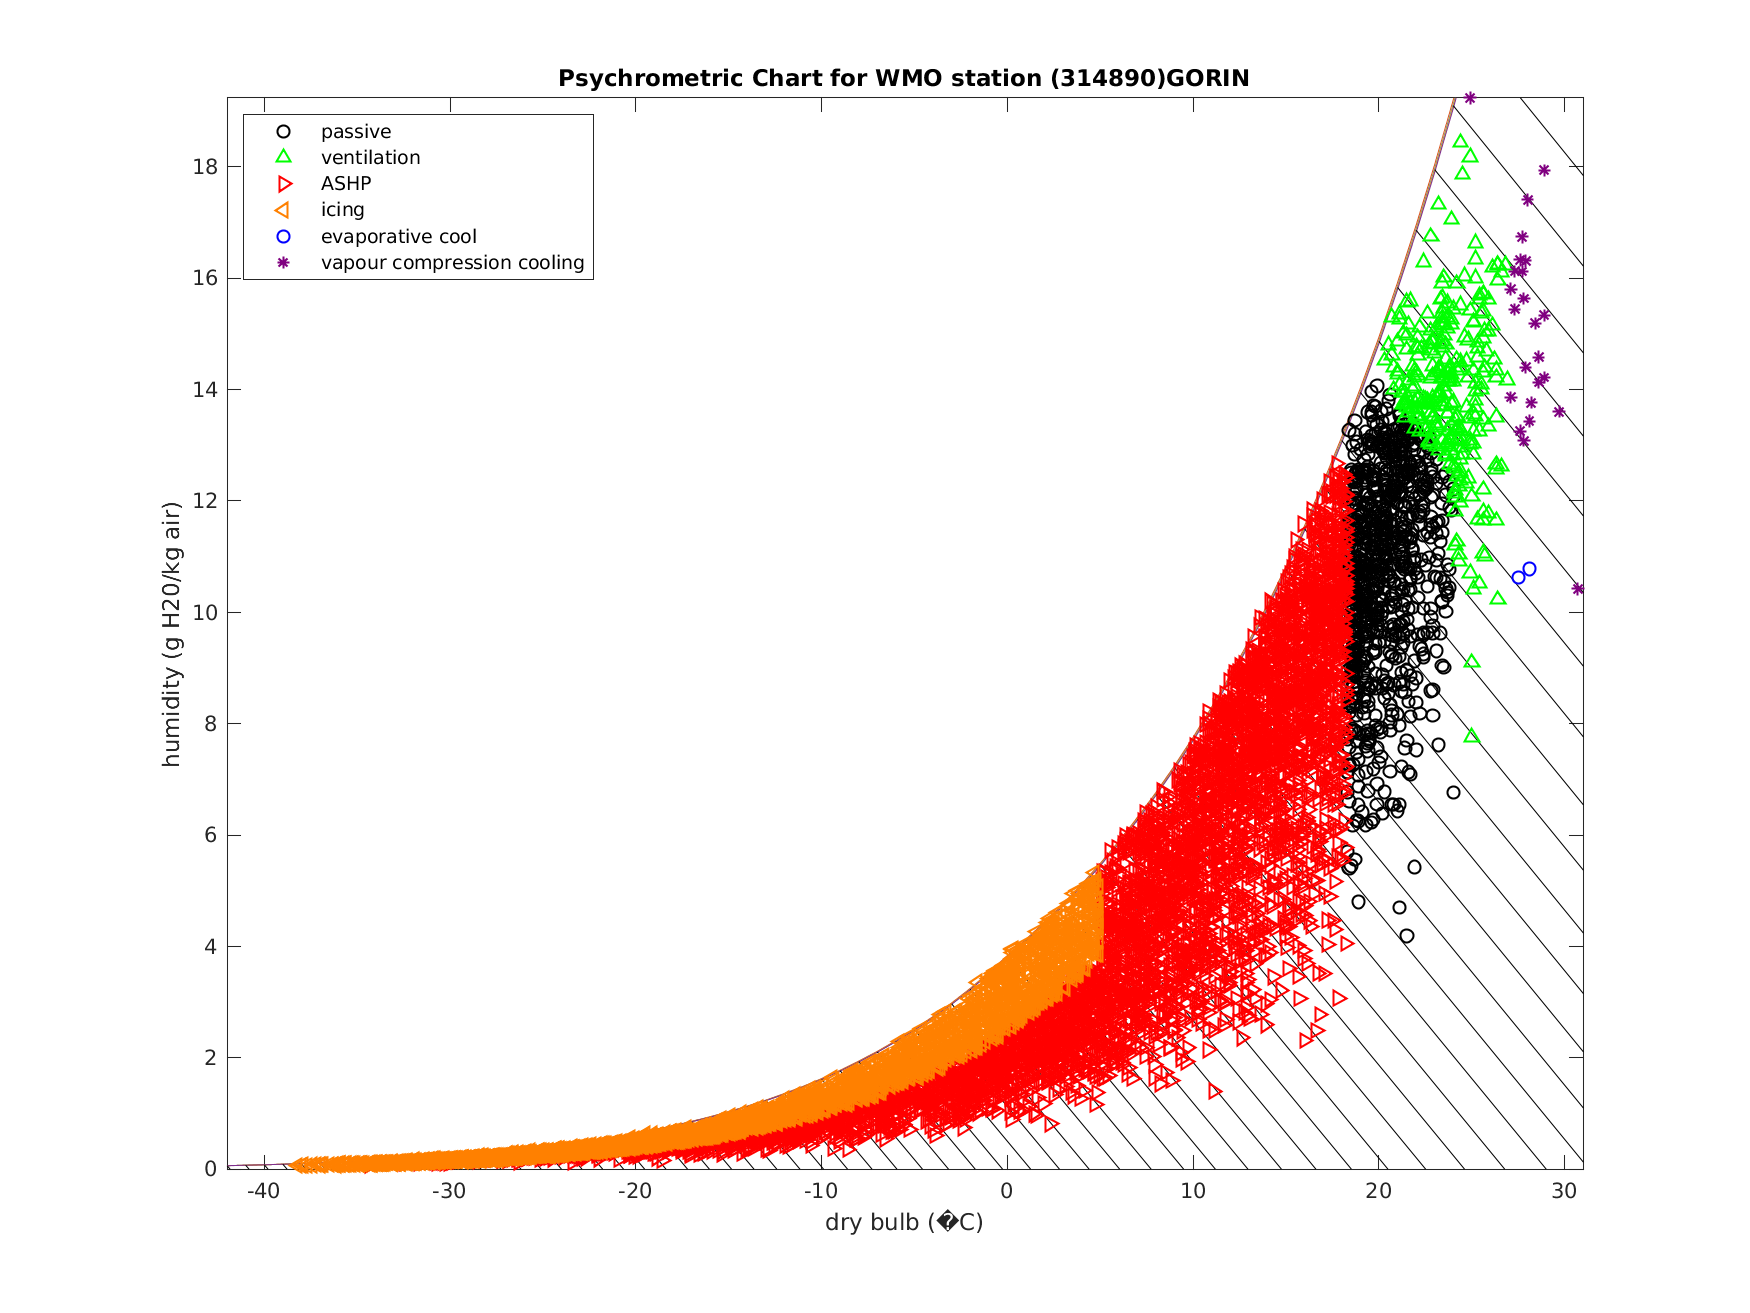 Psychrometric Chart for WMO station (314890)GORIN
passive
ventilation
ASHP
icing
evaporative cool
vapour compression cooling
humidity (g H20/kg air)
18
16
14
12
10
8
6
4
2
0
-40 -30 -20 -10 0 10 20 30
dry bulb (�C)